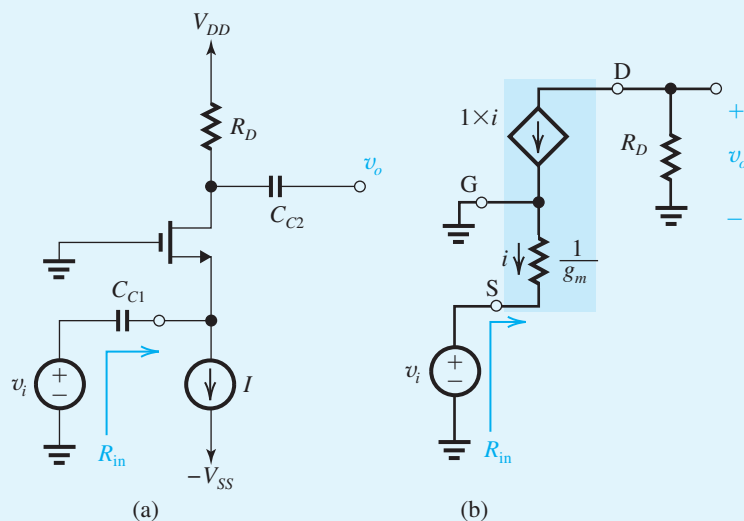 V_DD
R_D
v_o
C_C2
C_C1
v_i
+
−
I
R_in
−V_SS
(a)
D
1×i
R_D
+
v_o
−
G
i
1/g_m
S
v_i
+
−
R_in
(b)